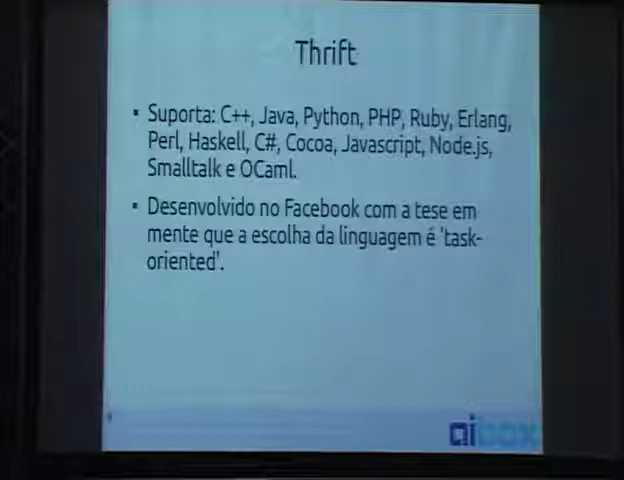 Thrift
Suporta: C++, Java, Python, PHP, Ruby, Erlang,
Perl, Haskell, C#, Cocoa, Javascript, Node.js,
Smalltalk e OCaml.
Desenvolvido no Facebook com a tese em
mente que a escolha da linguagem é 'task-
oriented'.
aibox